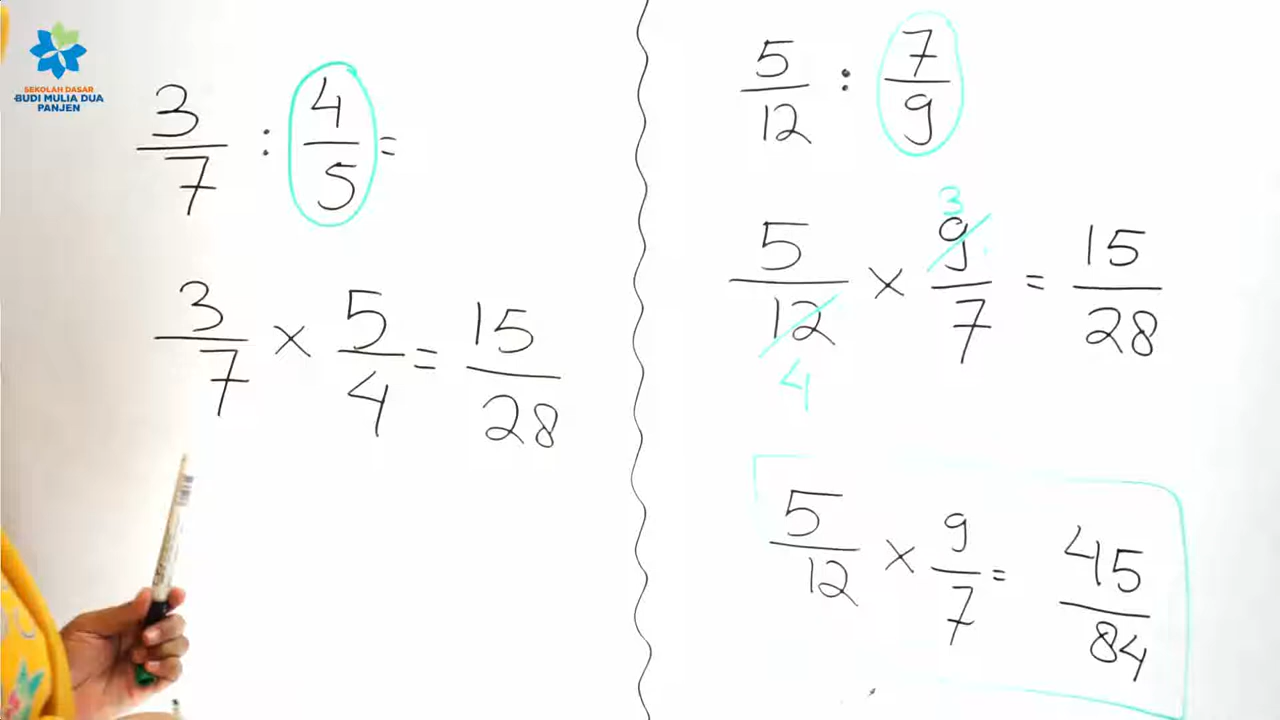 SEKOLAH DASAR
BUDI MULIA DUA
PANJEN
3/7 : 4/5 =
3/7 × 5/4 = 15/28
5/12 : 7/9
3
5/12 × 9/7 = 15/28
4
5/12 × 9/7 = 45/84